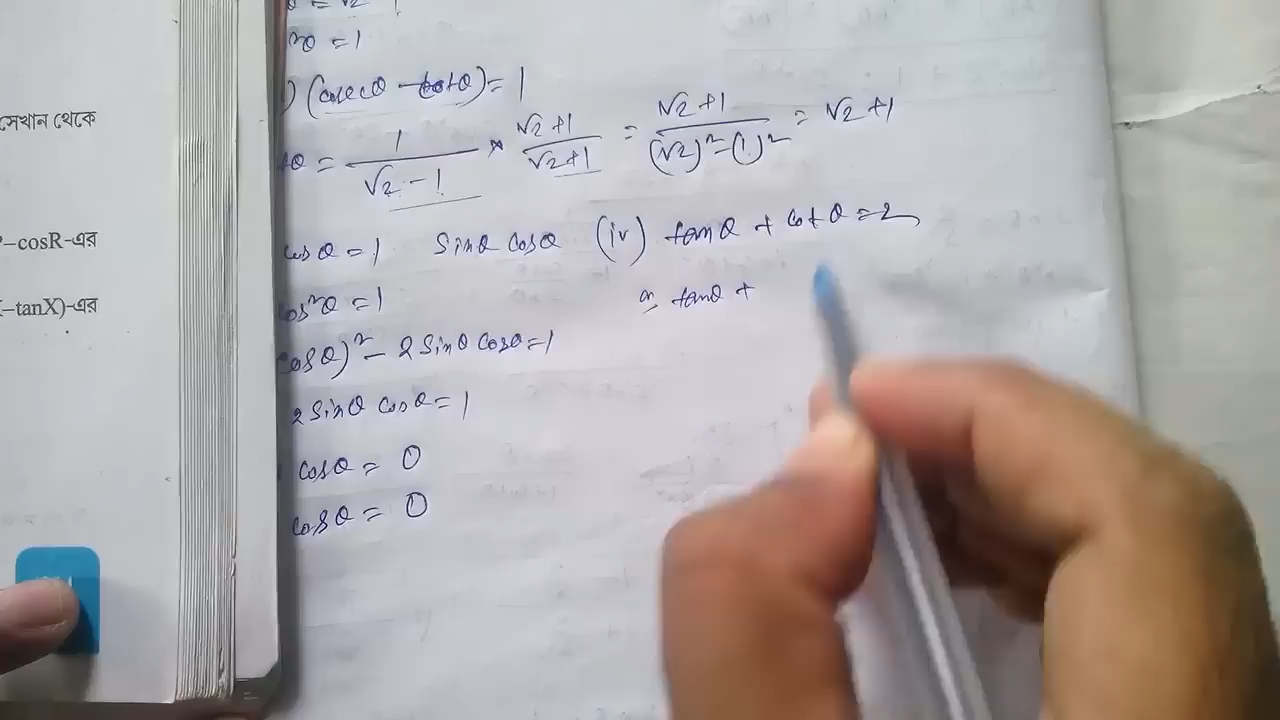 সেখান থেকে
–cosR-এর
–tanX)-এর
θ = 1
) (cosecθ – cotθ) = 1
θ = 1/(√2 – 1) × (√2+1)/(√2+1) = (√2+1)/((√2)² – (1)²) = √2+1
cosθ = 1 sinθ cosθ (iv) tanθ + cotθ = 2
cos²θ = 1 or, tanθ +
cosθ)² – 2 sinθ cosθ = 1
2 sinθ cosθ = 1
cosθ = 0
cosθ = 0